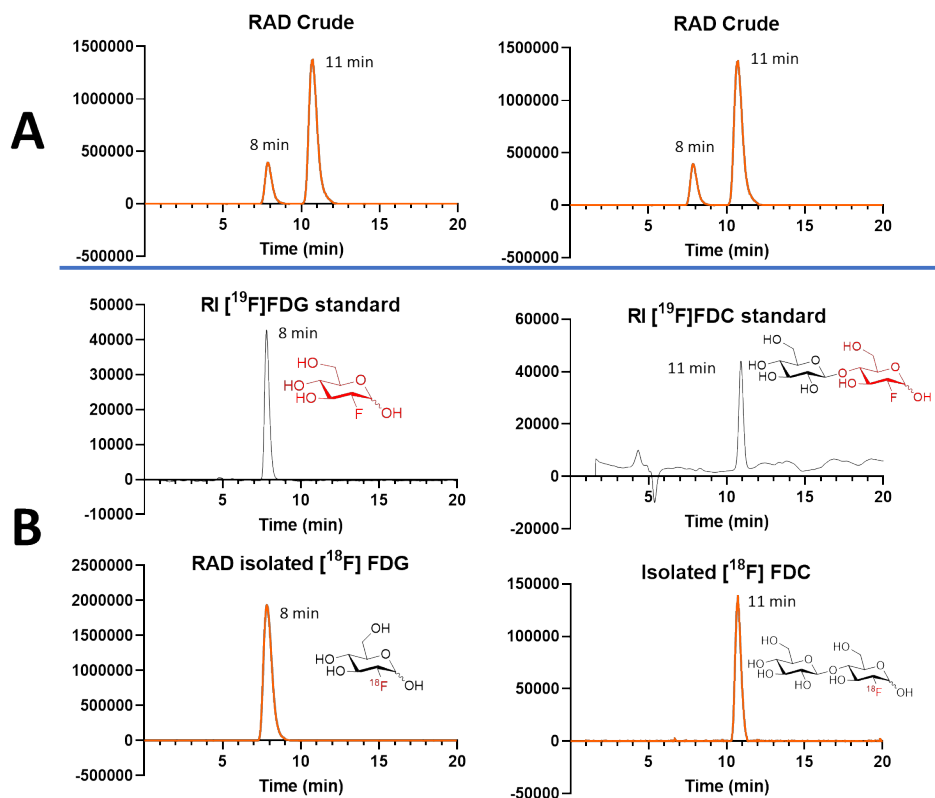 A
RAD Crude
1500000
1000000
500000
0
-500000
8 min
11 min
5
10
15
20
Time (min)
RAD Crude
1500000
1000000
500000
0
-500000
8 min
11 min
5
10
15
20
Time (min)
B
RI [¹⁹F]FDG standard
50000
40000
30000
20000
10000
0
-10000
8 min
OH
HO
HO
HO
O
F
OH
5
10
15
20
Time (min)
RI [¹⁹F]FDC standard
60000
40000
20000
0
-20000
11 min
HO
HO
HO
O
OH
O
HO
HO
O
F
OH
5
10
15
20
Time (min)
RAD isolated [¹⁸F] FDG
2500000
2000000
1500000
1000000
500000
0
-500000
8 min
OH
HO
HO
O
¹⁸F
OH
5
10
15
20
Time (min)
Isolated [¹⁸F] FDC
150000
100000
50000
0
-50000
11 min
HO
HO
HO
O
OH
O
HO
HO
O
¹⁸F
OH
5
10
15
20
Time (min)